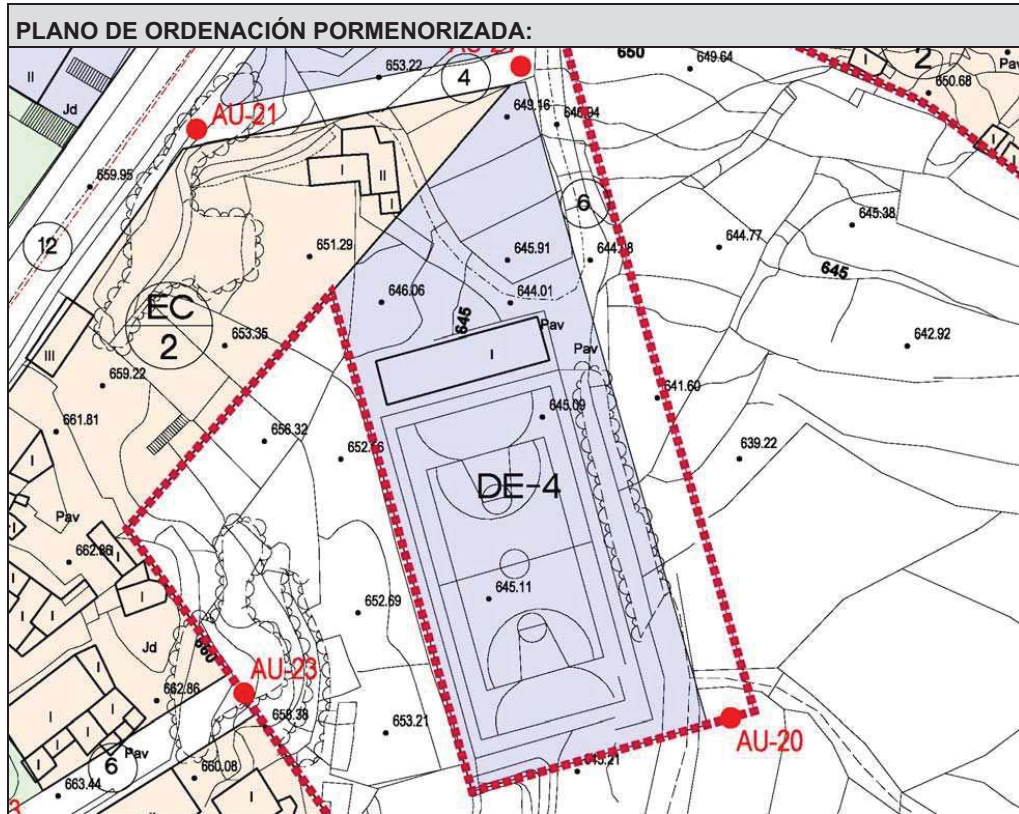 PLANO DE ORDENACIÓN PORMENORIZADA:
650
649.64
2
I
Pav
650.68
653.22
4
II
Jd
AU-21
649.16
659.95
I
II
I
6
645.38
12
651.29
645.91
644.77
645
646.06
644.01
645
EC
2
Pav
653.35
I
Pav
642.92
III
659.22
641.60
645.09
661.81
656.32
639.22
I
DE-4
Pav
I
662.86
I
645.11
652.69
Jd
660
AU-23
662.86
658.38
653.21
AU-20
6
Pav
660.08
663.44